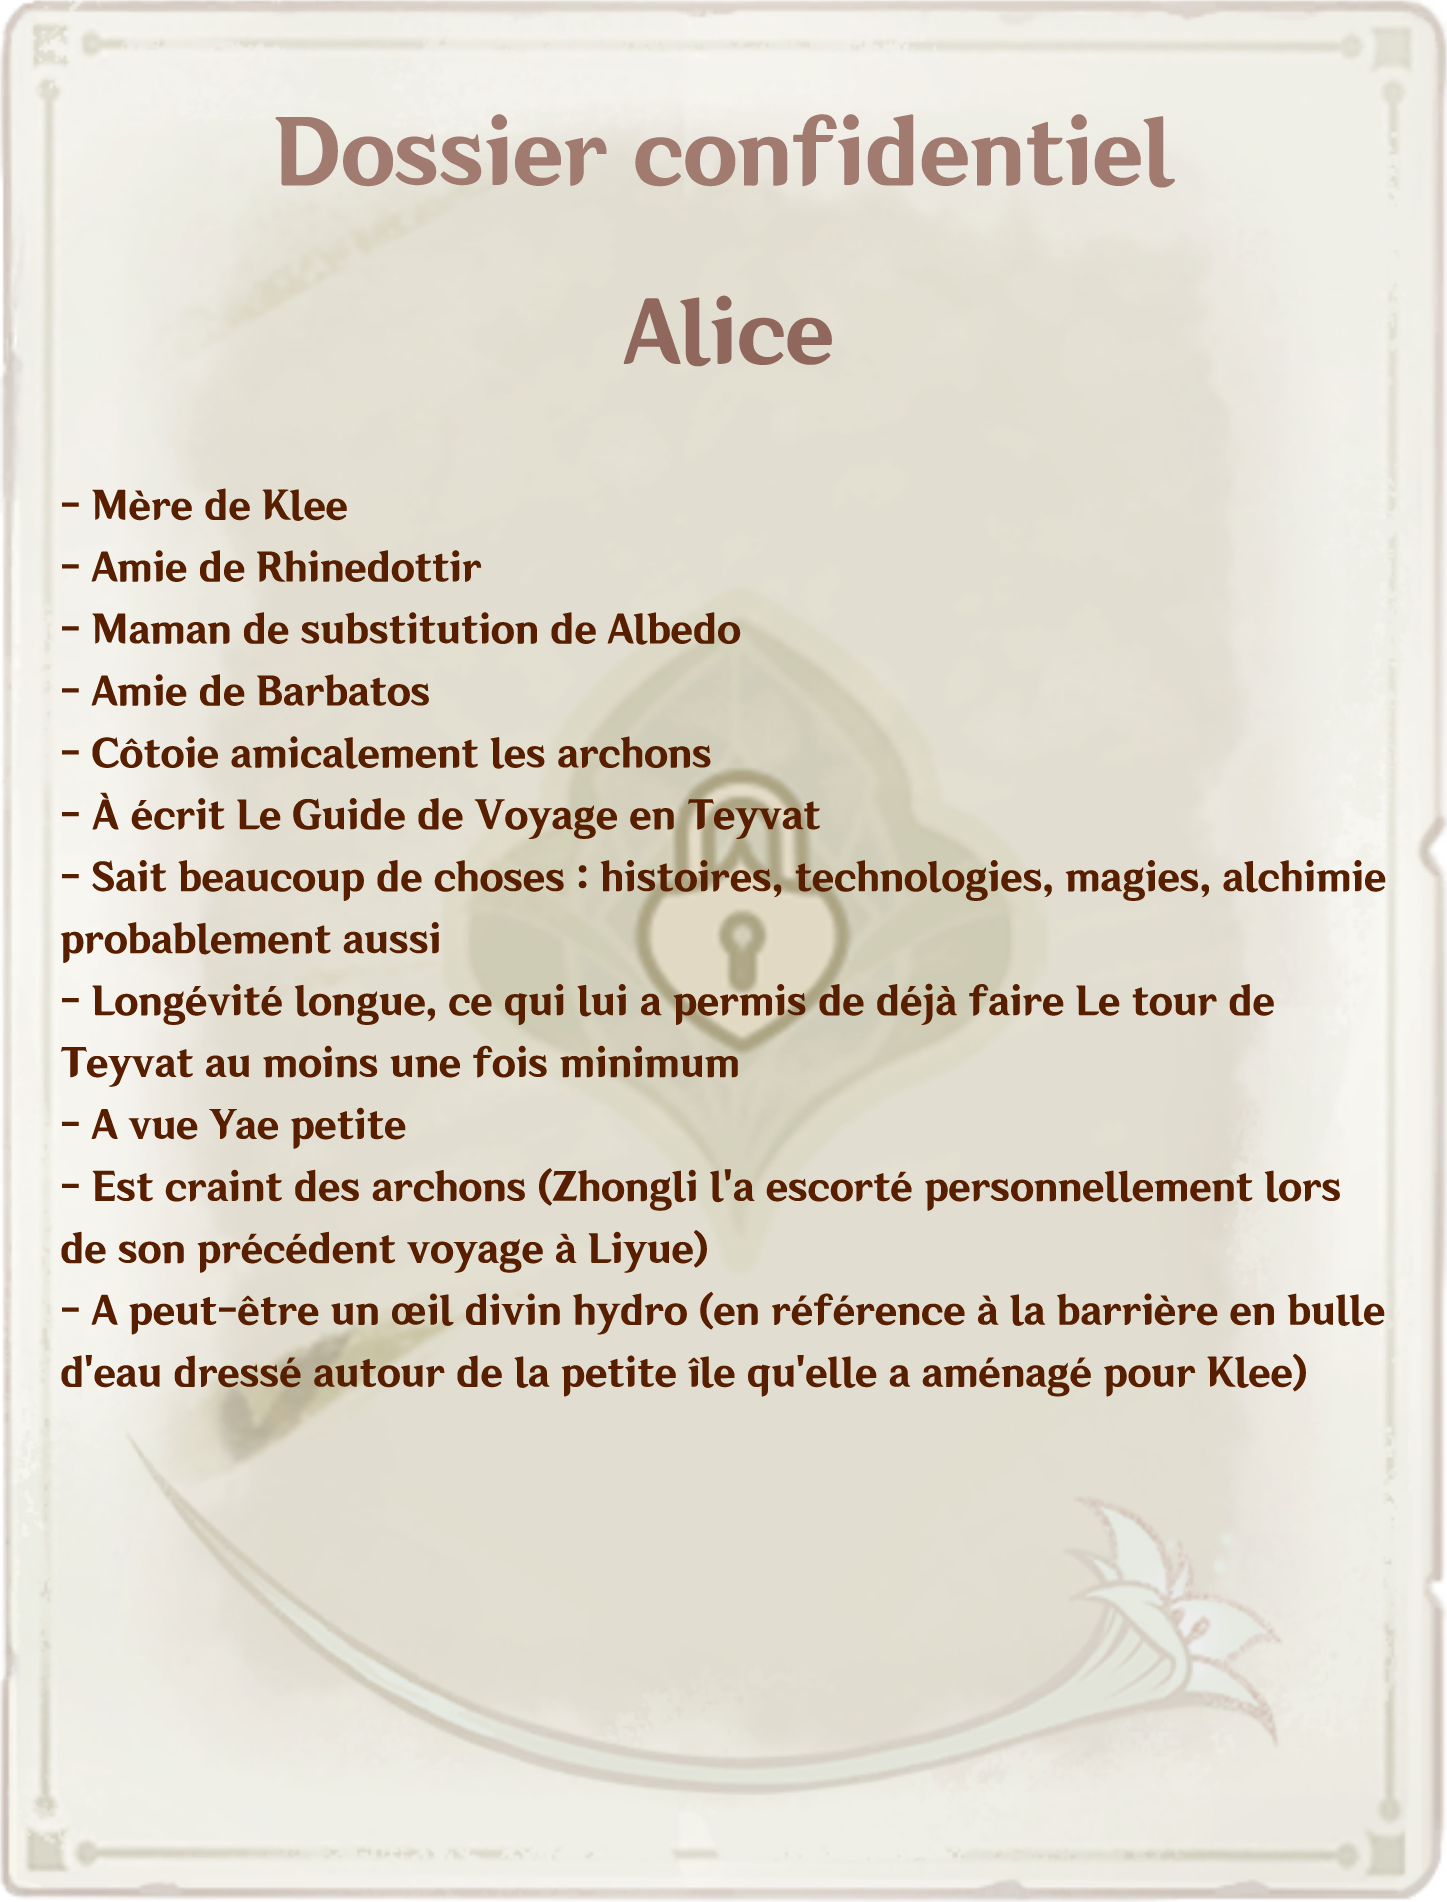 Dossier confidentiel
Alice
- Mère de Klee
- Amie de Rhinedottir
- Maman de substitution de Albedo
- Amie de Barbatos
- Côtoie amicalement les archons
- À écrit Le Guide de Voyage en Teyvat
- Sait beaucoup de choses : histoires, technologies, magies, alchimie
probablement aussi
- Longévité longue, ce qui lui a permis de déjà faire Le tour de
Teyvat au moins une fois minimum
- A vue Yae petite
- Est craint des archons (Zhongli l'a escorté personnellement lors
de son précédent voyage à Liyue)
- A peut-être un œil divin hydro (en référence à la barrière en bulle
d'eau dressé autour de la petite île qu'elle a aménagé pour Klee)